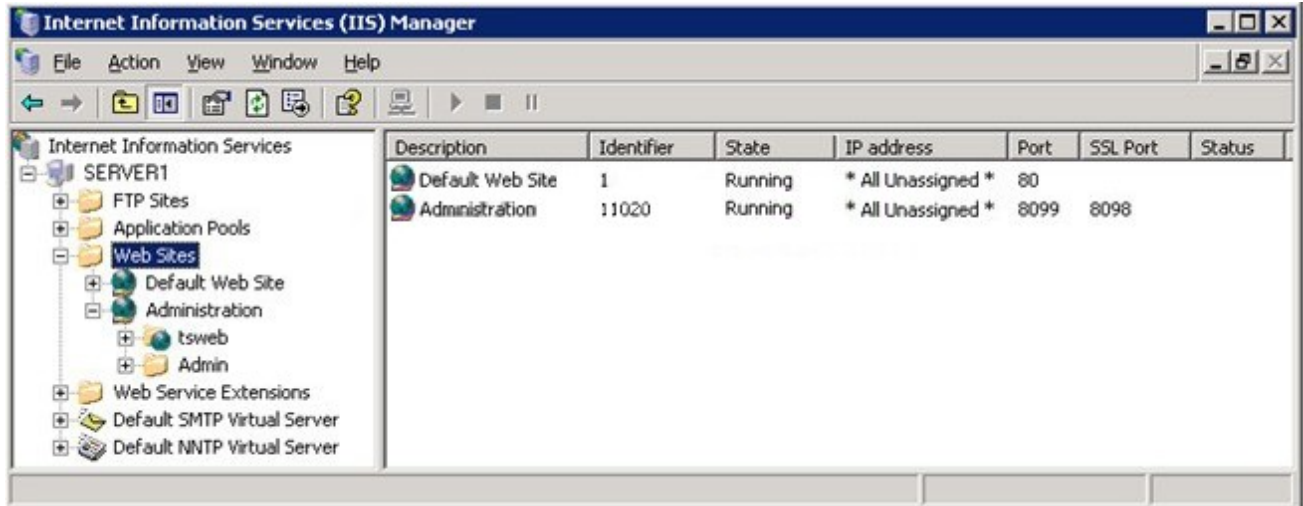 Internet Information Services (IIS) Manager
File Action View Window Help
Internet Information Services
SERVER1
FTP Sites
Application Pools
Web Sites
Default Web Site
Administration
tsweb
Admin
Web Service Extensions
Default SMTP Virtual Server
Default NNTP Virtual Server
Description Identifier State IP address Port SSL Port Status
Default Web Site 1 Running * All Unassigned * 80
Administration 11020 Running * All Unassigned * 8099 8098